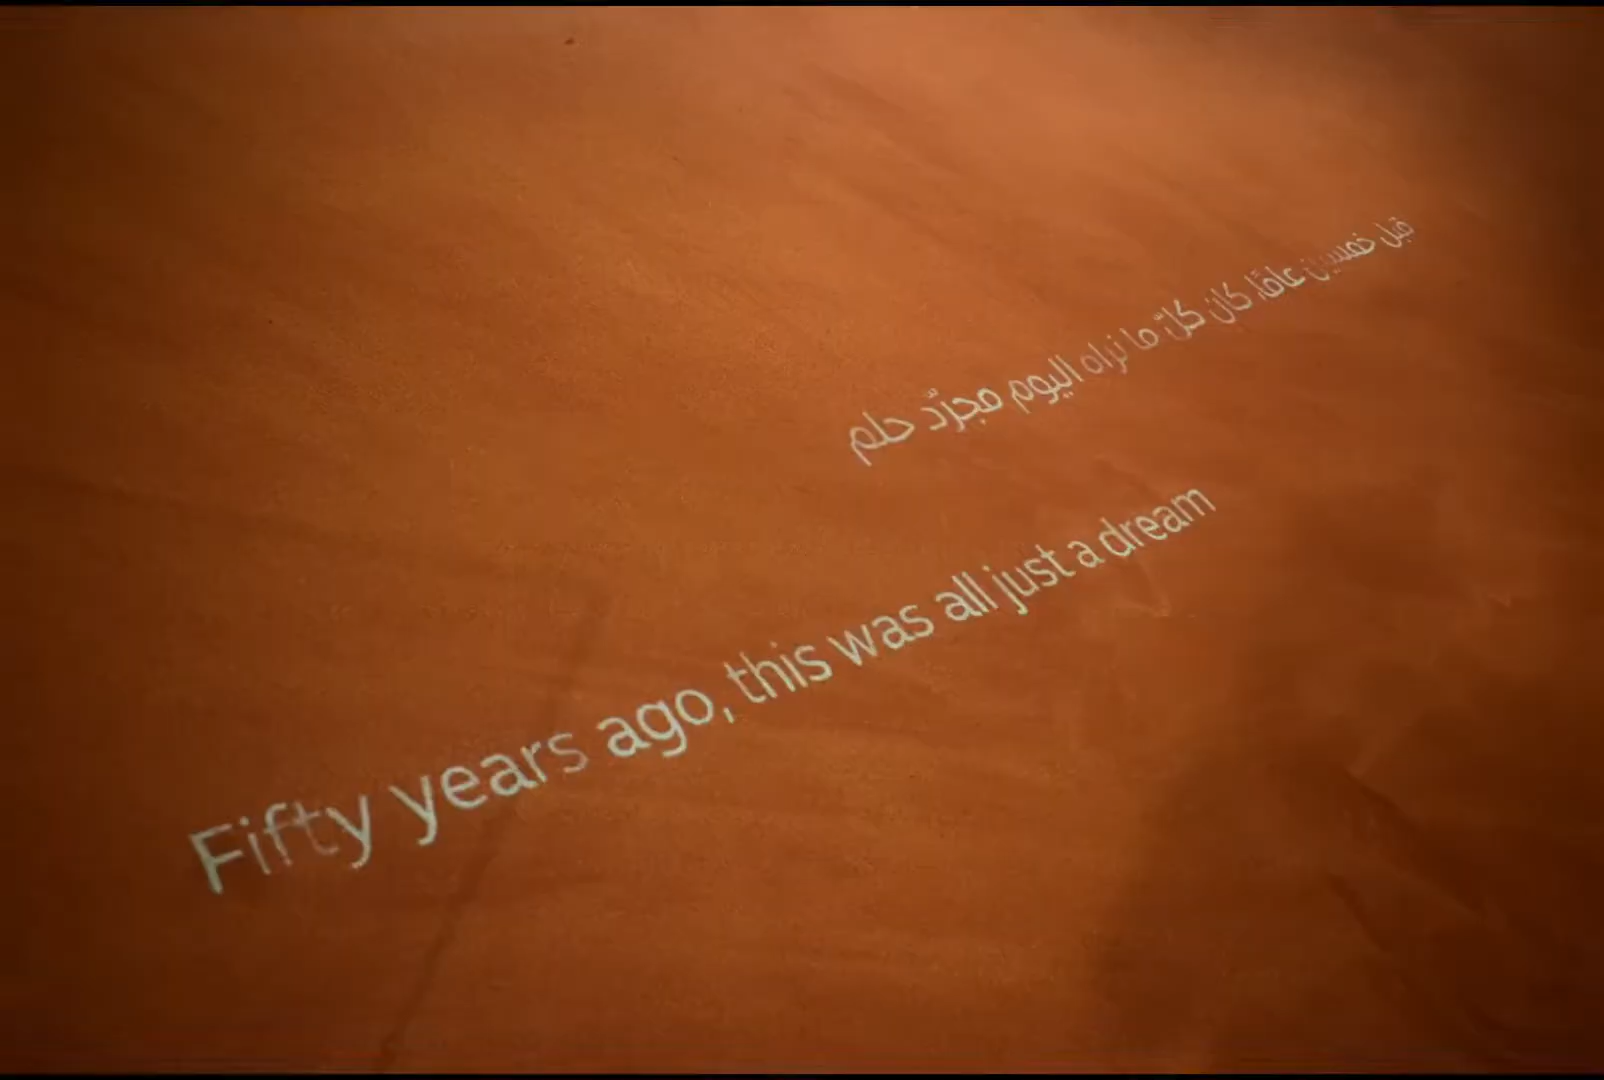 قبل خمسين عامًا، كان كلّ ما نراه اليوم مجرّد حلم
Fifty years ago, this was all just a dream